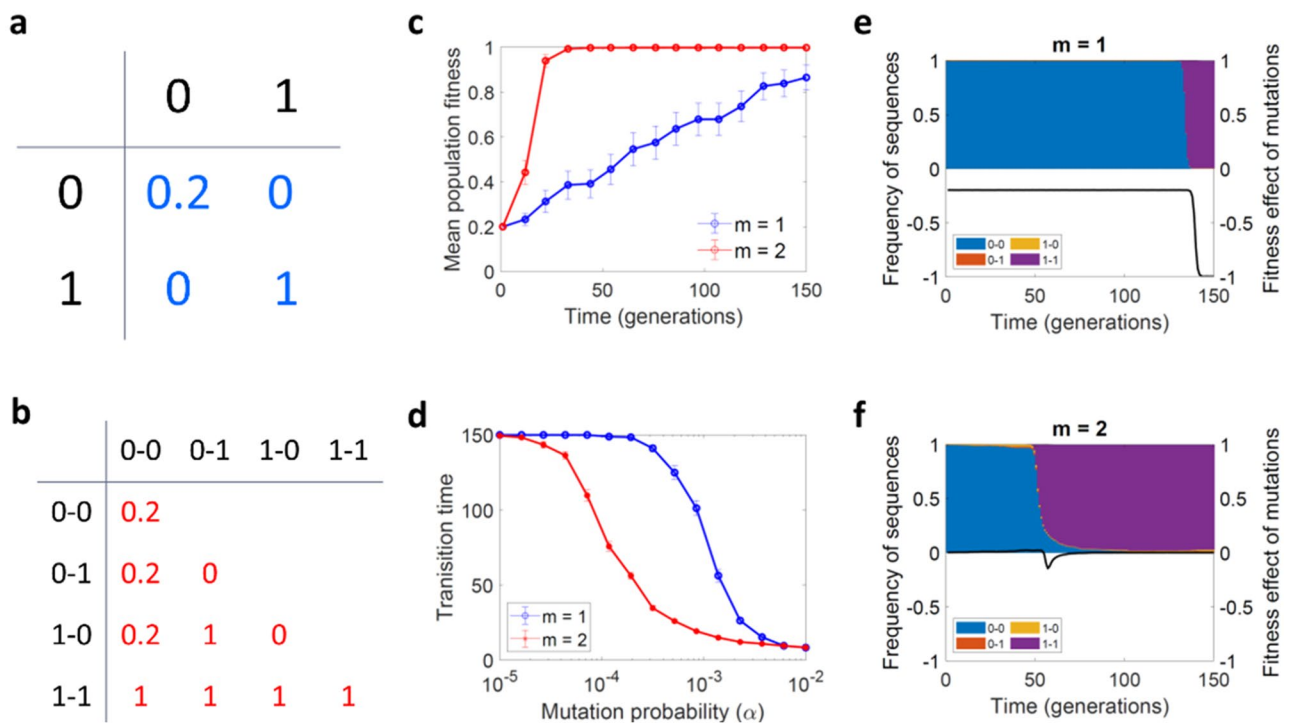 a
0 1
0 0.2 0
1 0 1
b
0-0 0-1 1-0 1-1
0-0 0.2
0-1 0.2 0
1-0 0.2 1 0
1-1 1 1 1 1
c
Mean population fitness
1
0.8
0.6
0.4
0.2
0
0 50 100 150
Time (generations)
m = 1
m = 2
d
Tranisition time
150
100
50
0
10-5 10-4 10-3 10-2
Mutation probability (α)
m = 1
m = 2
e
m = 1
Frequency of sequences
1
0.5
0
-0.5
-1
0 50 100 150
Time (generations)
1
0.5
0
-0.5
-1
Fitness effect of mutations
0-0 1-0
0-1 1-1
f
m = 2
Frequency of sequences
1
0.5
0
-0.5
-1
0 50 100 150
Time (generations)
1
0.5
0
-0.5
-1
Fitness effect of mutations
0-0 1-0
0-1 1-1